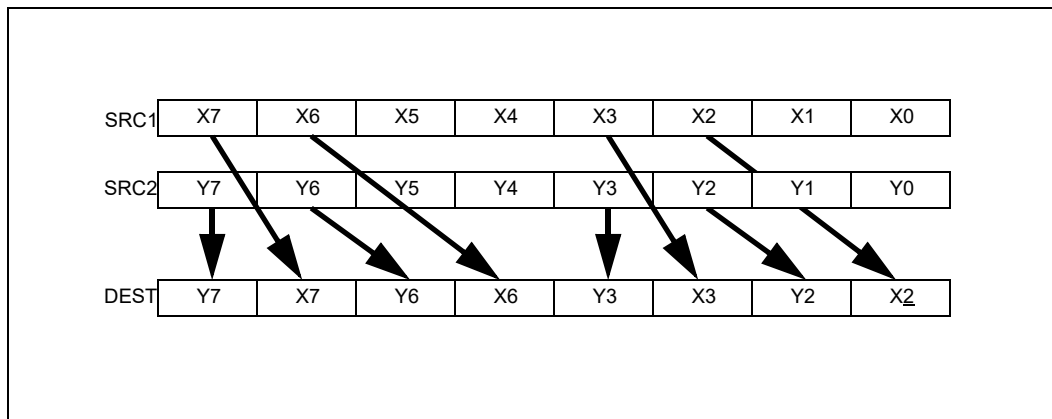 SRC1 X7 X6 X5 X4 X3 X2 X1 X0
SRC2 Y7 Y6 Y5 Y4 Y3 Y2 Y1 Y0
DEST Y7 X7 Y6 X6 Y3 X3 Y2 X2